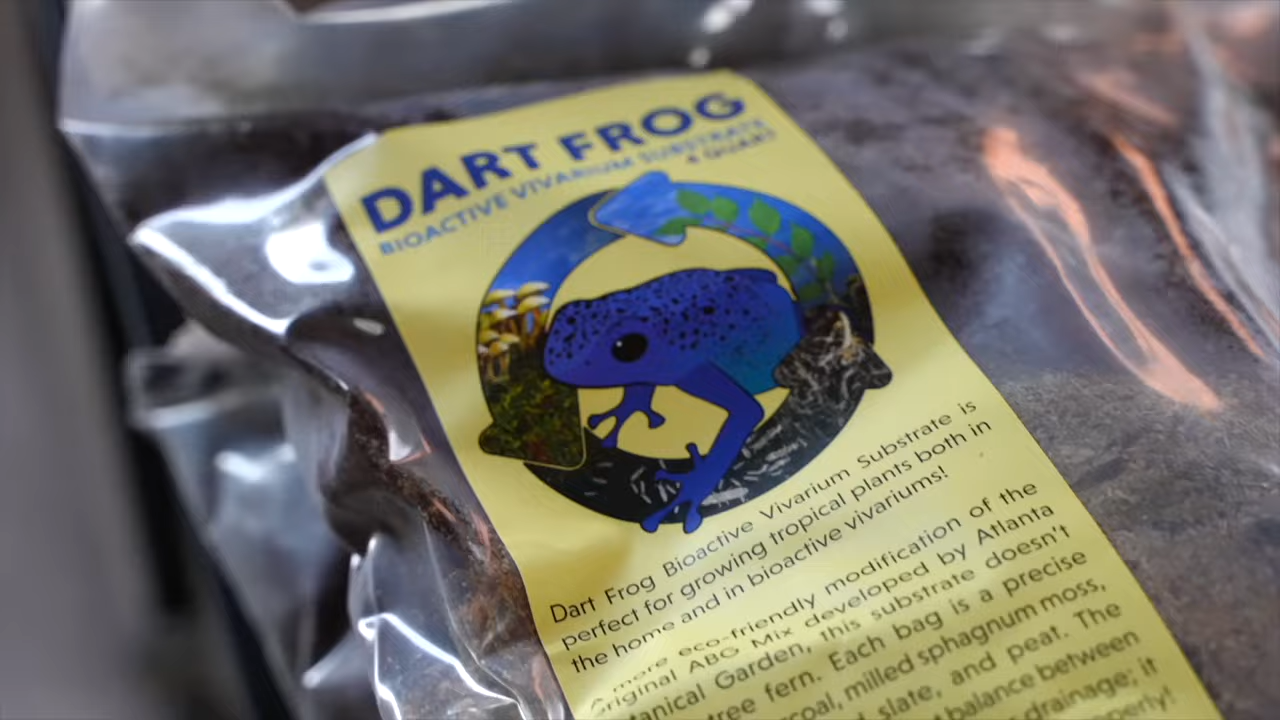 DART FROG
BIOACTIVE VIVARIUM SUBSTRATE
4 QUART
Dart Frog Bioactive Vivarium Substrate is
perfect for growing tropical plants both in
the home and in bioactive vivariums!
A more eco-friendly modification of the
original ABG Mix developed by Atlanta
tanical Garden, this substrate doesn't
tree fern. Each bag is a precise
coal, milled sphagnum moss,
slate, and peat. The
balance between
drainage; it